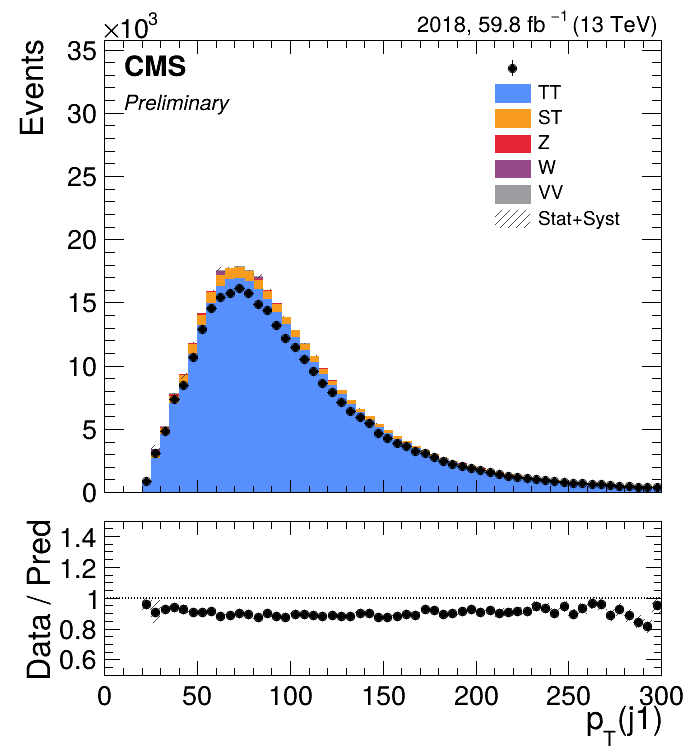 ×10³
2018, 59.8 fb⁻¹ (13 TeV)
Events
35
30
25
20
15
10
5
0
CMS
Preliminary
TT
ST
Z
W
VV
Stat+Syst
Data / Pred
1.4
1.2
1
0.8
0.6
0 50 100 150 200 250 300
p_T(j1)